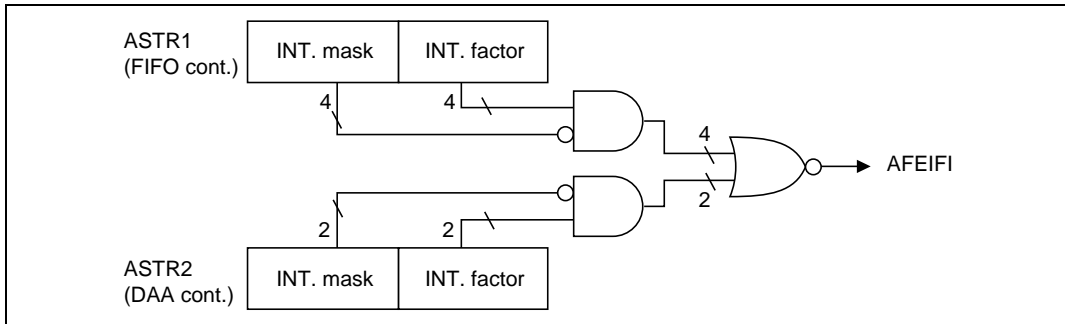 ASTR1
(FIFO cont.)
INT. mask
INT. factor
4
4
4
AFEIFI
2
2
2
ASTR2
(DAA cont.)
INT. mask
INT. factor